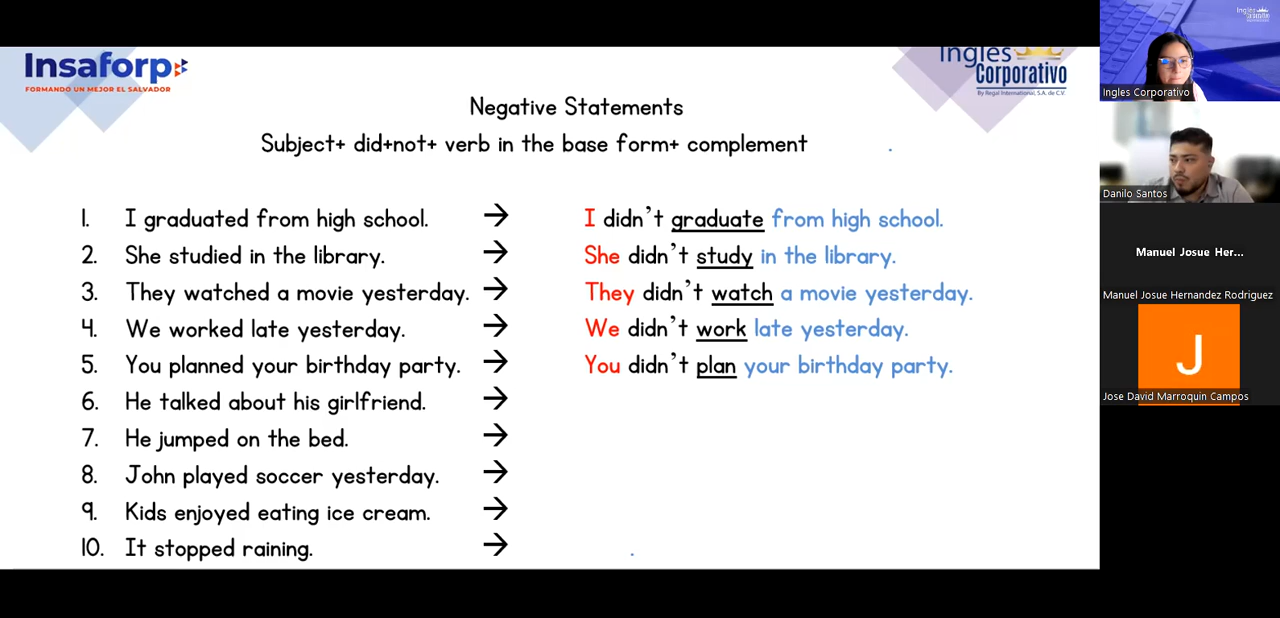 Insaforp
FORMANDO UN MEJOR EL SALVADOR
Ingles
Corporativo
By Regal International, S.A. de C.V.
Negative Statements
Subject+ did+not+ verb in the base form+ complement
1. I graduated from high school. → I didn't graduate from high school.
2. She studied in the library. → She didn't study in the library.
3. They watched a movie yesterday. → They didn't watch a movie yesterday.
4. We worked late yesterday. → We didn't work late yesterday.
5. You planned your birthday party. → You didn't plan your birthday party.
6. He talked about his girlfriend. →
7. He jumped on the bed. →
8. John played soccer yesterday. →
9. Kids enjoyed eating ice cream. →
10. It stopped raining. →
Ingles
Ingles Corporativo
Danilo Santos
Manuel Josue Her...
Manuel Josue Hernandez Rodriguez
J
Jose David Marroquin Campos